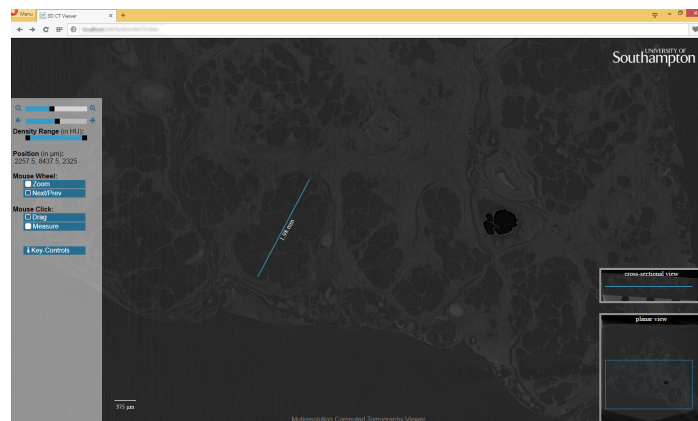 Menu
3D CT Viewer
UNIVERSITY OF
Southampton
Density Range (in HU):
Position (in µm):
2257.5, 8437.5, 2325
Mouse Wheel:
Zoom
Next/Prev
Mouse Click:
Drag
Measure
i Key-Controls
1.98 mm
cross-sectional view
planar view
375 µm
Multiresolution Computed Tomography Viewer